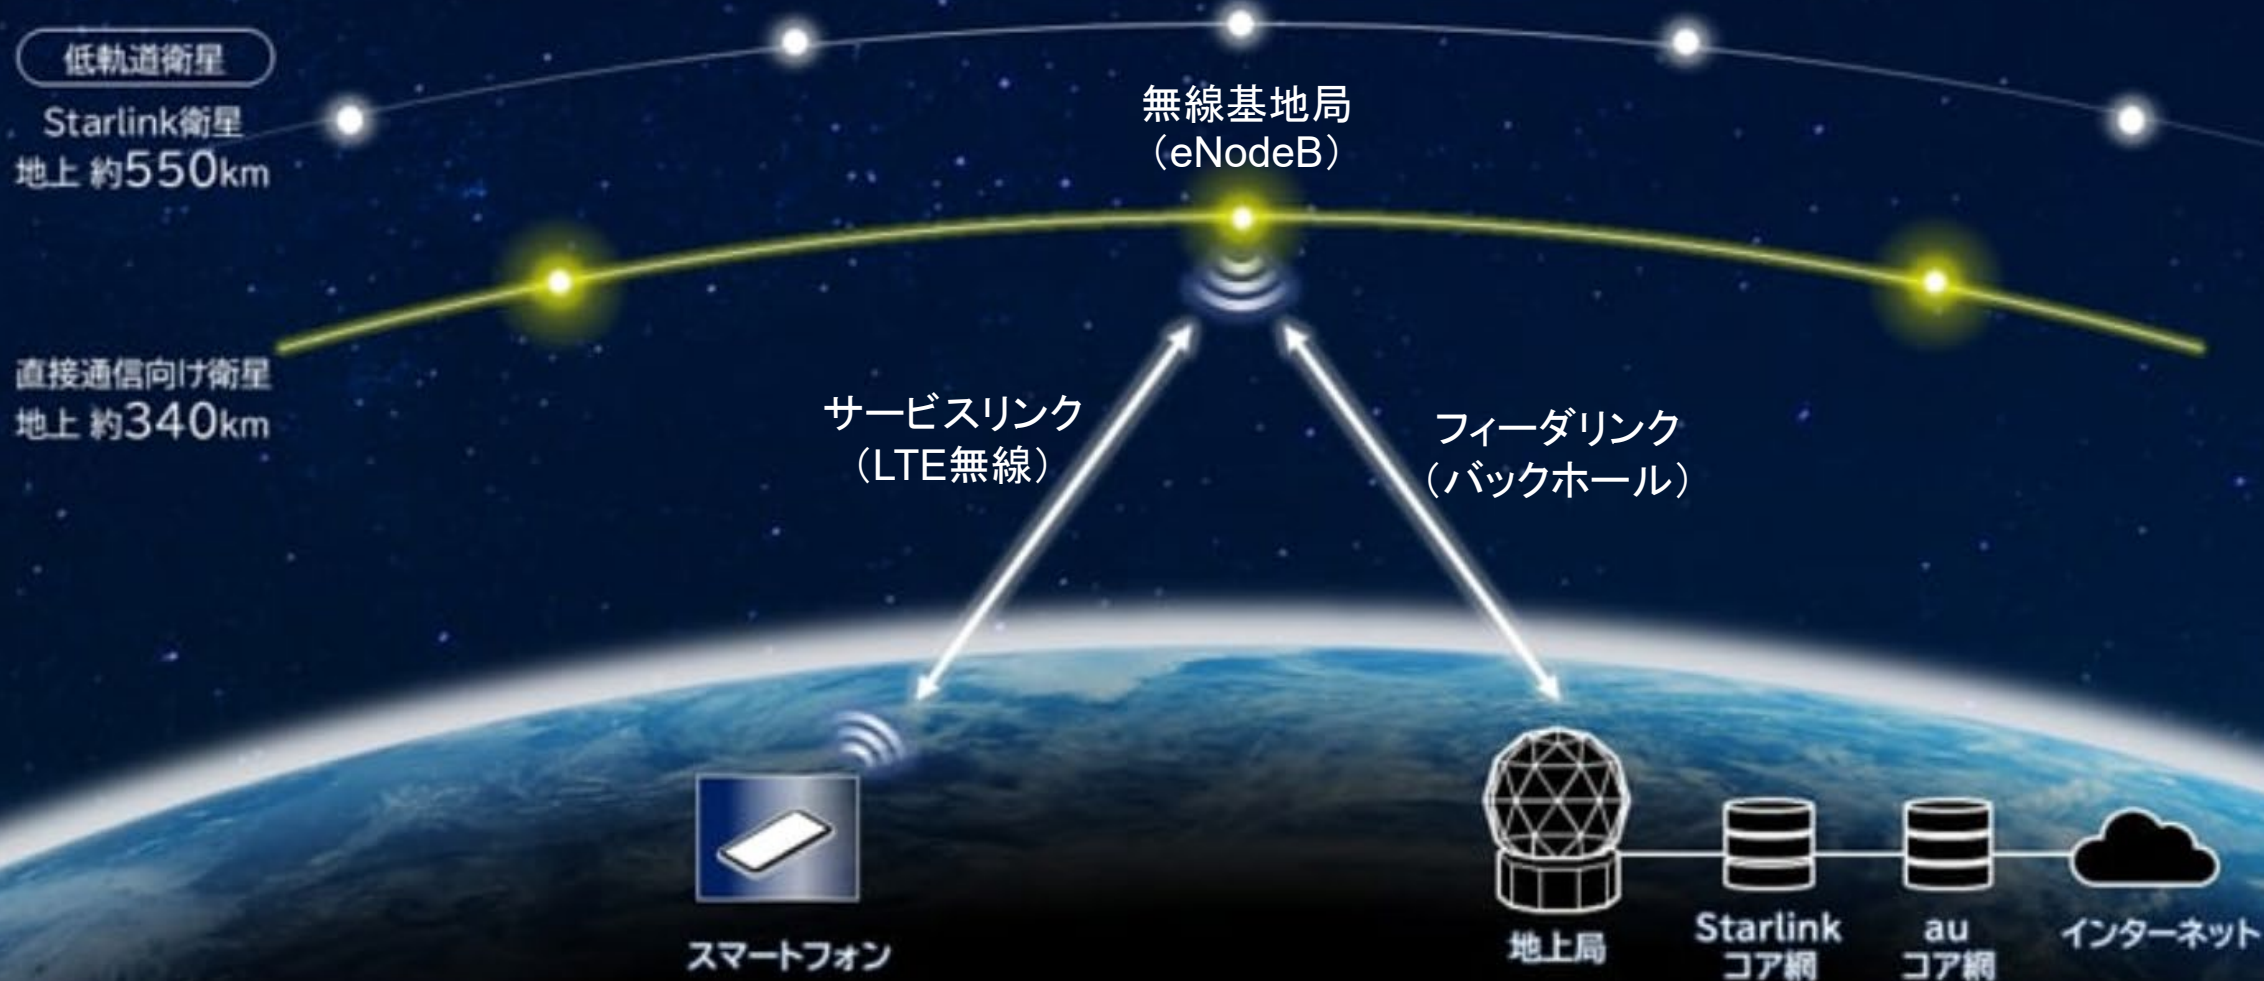 低軌道衛星
Starlink衛星
地上 約550km
無線基地局
（eNodeB）
直接通信向け衛星
地上 約340km
サービスリンク
（LTE無線）
フィーダリンク
（バックホール）
スマートフォン
地上局
Starlink
コア網
au
コア網
インターネット